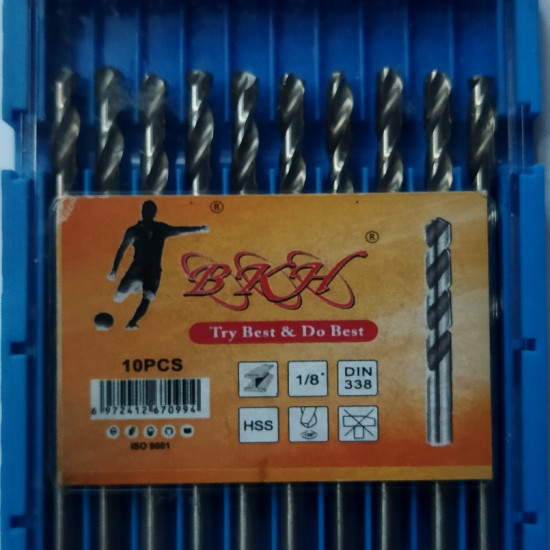 ®
®
BKH
Try Best & Do Best
10PCS
1/8"
DIN
338
6 972412 670994
HSS
ISO 9001